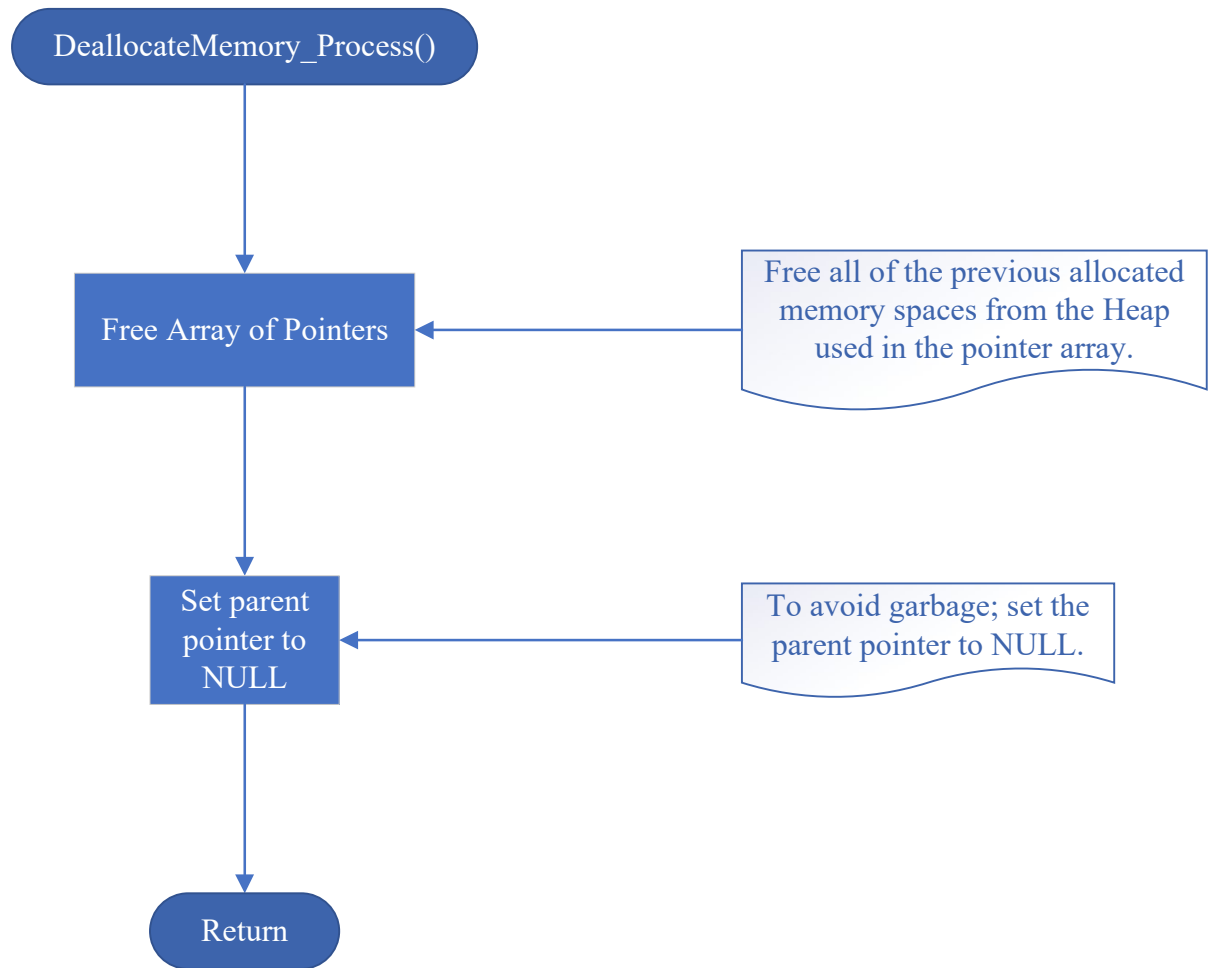 DeallocateMemory_Process()
Free Array of Pointers
Free all of the previous allocated
memory spaces from the Heap
used in the pointer array.
Set parent
pointer to
NULL
To avoid garbage; set the
parent pointer to NULL.
Return